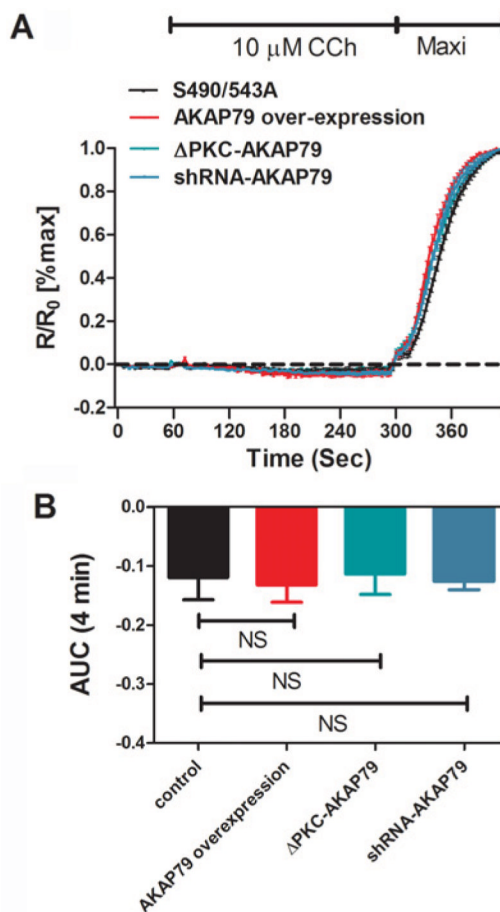 A
10 μM CCh
Maxi
S490/543A
AKAP79 over-expression
ΔPKC-AKAP79
shRNA-AKAP79
R/R0 [%max]
1.0
0.8
0.6
0.4
0.2
0.0
-0.2
0 60 120 180 240 300 360
Time (Sec)
B
AUC (4 min)
0.0
-0.1
-0.2
-0.3
-0.4
NS
NS
NS
control
AKAP79 overexpression
ΔPKC-AKAP79
shRNA-AKAP79